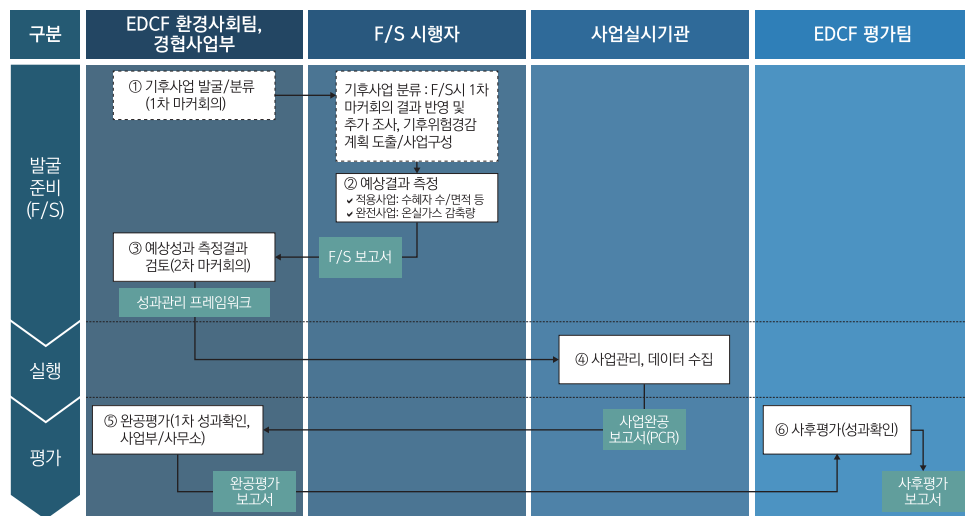 구분
EDCF 환경사회팀,
경협사업부
F/S 시행자
사업실시기관
EDCF 평가팀
발굴
준비
(F/S)
① 기후사업 발굴/분류
(1차 마커회의)
기후사업 분류 : F/S시 1차
마커회의 결과 반영 및
추가 조사, 기후위험경감
계획 도출/사업구성
② 예상결과 측정
✔ 적용사업: 수혜자 수/면적 등
✔ 완전사업: 온실가스 감축량
③ 예상성과 측정결과
검토(2차 마커회의)
F/S 보고서
성과관리 프레임워크
실행
④ 사업관리, 데이터 수집
평가
⑤ 완공평가(1차 성과확인,
사업부/사무소)
사업완공
보고서(PCR)
⑥ 사후평가(성과확인)
완공평가
보고서
사후평가
보고서